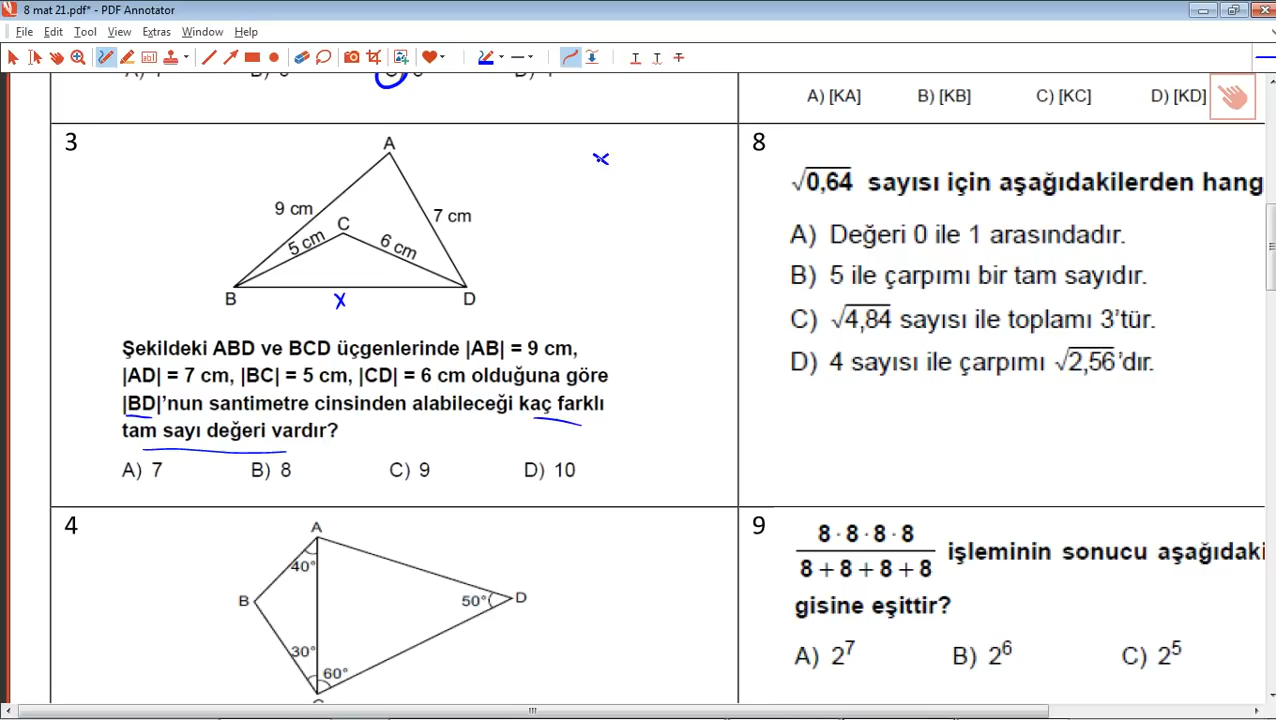 8 mat 21.pdf* - PDF Annotator
File Edit Tool View Extras Window Help
A) [KA] B) [KB] C) [KC] D) [KD]
3
A
9 cm
7 cm
C
5 cm
6 cm
B
D
x
x
Şekildeki ABD ve BCD üçgenlerinde |AB| = 9 cm,
|AD| = 7 cm, |BC| = 5 cm, |CD| = 6 cm olduğuna göre
|BD|'nun santimetre cinsinden alabileceği kaç farklı
tam sayı değeri vardır?
A) 7 B) 8 C) 9 D) 10
4
A
40°
B
50°
D
30°
60°
8
√0,64 sayısı için aşağıdakilerden hang
A) Değeri 0 ile 1 arasındadır.
B) 5 ile çarpımı bir tam sayıdır.
C) √4,84 sayısı ile toplamı 3'tür.
D) 4 sayısı ile çarpımı √2,56'dır.
9
8 · 8 · 8 · 8
8 + 8 + 8 + 8
işleminin sonucu aşağıdaki
gisine eşittir?
A) 2⁷ B) 2⁶ C) 2⁵